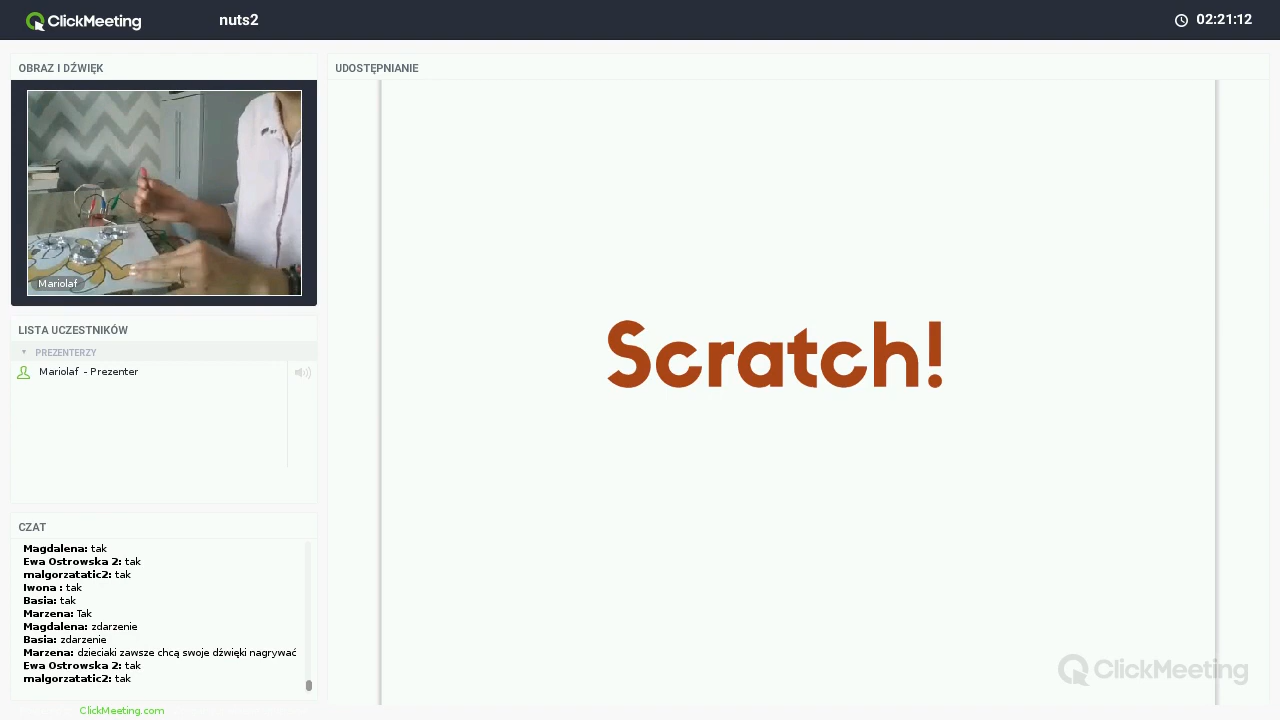 ClickMeeting
nuts2
02:21:12
OBRAZ I DŹWIĘK
UDOSTĘPNIANIE
Mariolaf
Scratch!
LISTA UCZESTNIKÓW
PREZENTERZY
Mariolaf - Prezenter
CZAT
Magdalena: tak
Ewa Ostrowska 2: tak
malgorzatatic2: tak
Iwona : tak
Basia: tak
Marzena: Tak
Magdalena: zdarzenie
Basia: zdarzenie
Marzena: dzieciaki zawsze chcą swoje dźwięki nagrywać
Ewa Ostrowska 2: tak
malgorzatatic2: tak
ClickMeeting
ClickMeeting.com